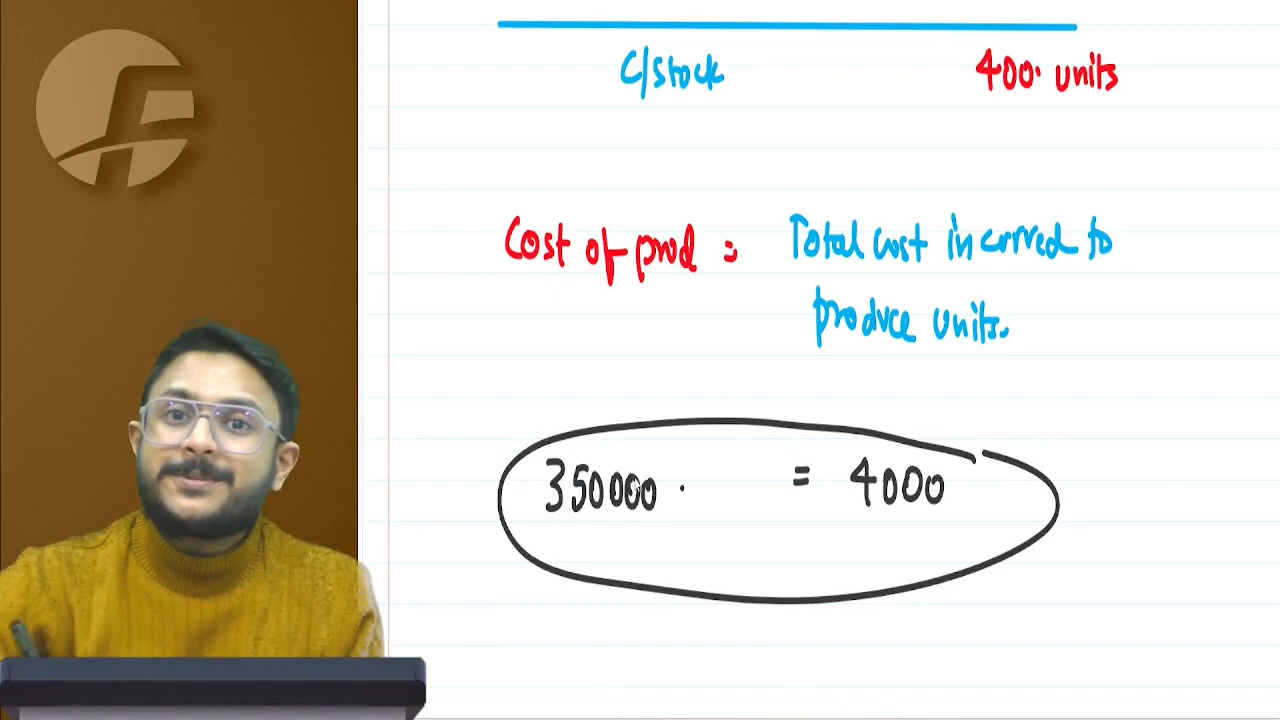 C/Stock 400 units
Cost of prod = Total cost incurred to
produce units.
350000 = 4000